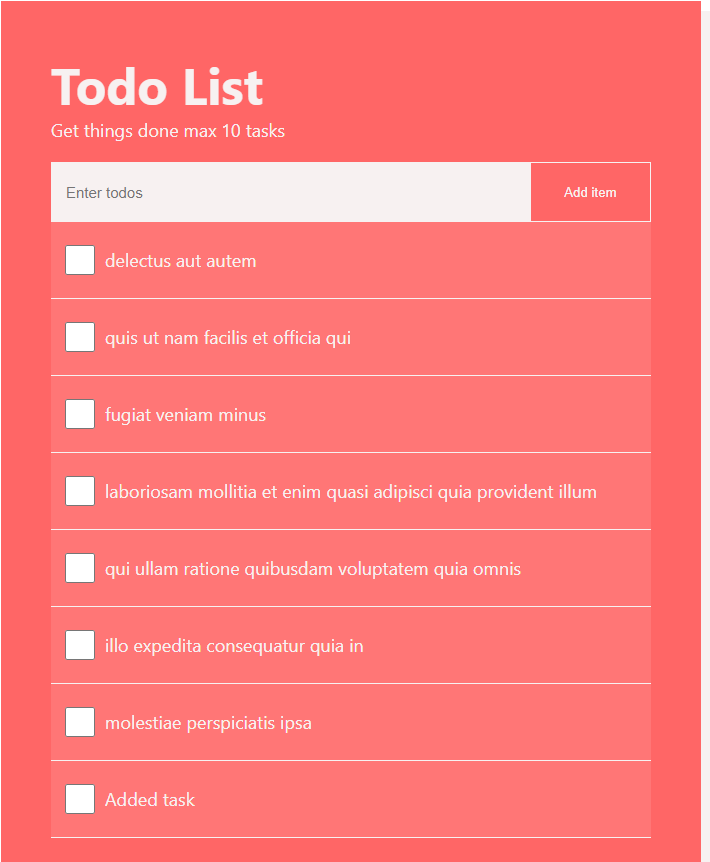 Todo List
Get things done max 10 tasks
Enter todos
Add item
delectus aut autem
quis ut nam facilis et officia qui
fugiat veniam minus
laboriosam mollitia et enim quasi adipisci quia provident illum
qui ullam ratione quibusdam voluptatem quia omnis
illo expedita consequatur quia in
molestiae perspiciatis ipsa
Added task